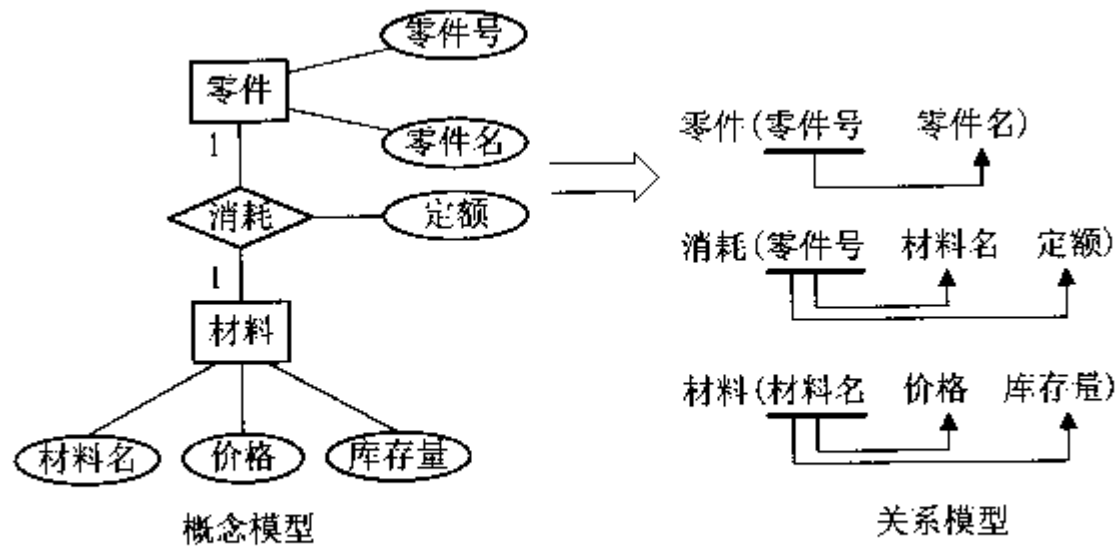 零件号
零件
零件名
1
消耗
定额
1
材料
材料名
价格
库存量
概念模型
零件(零件号 零件名)
消耗(零件号 材料名 定额)
材料(材料名 价格 库存量)
关系模型